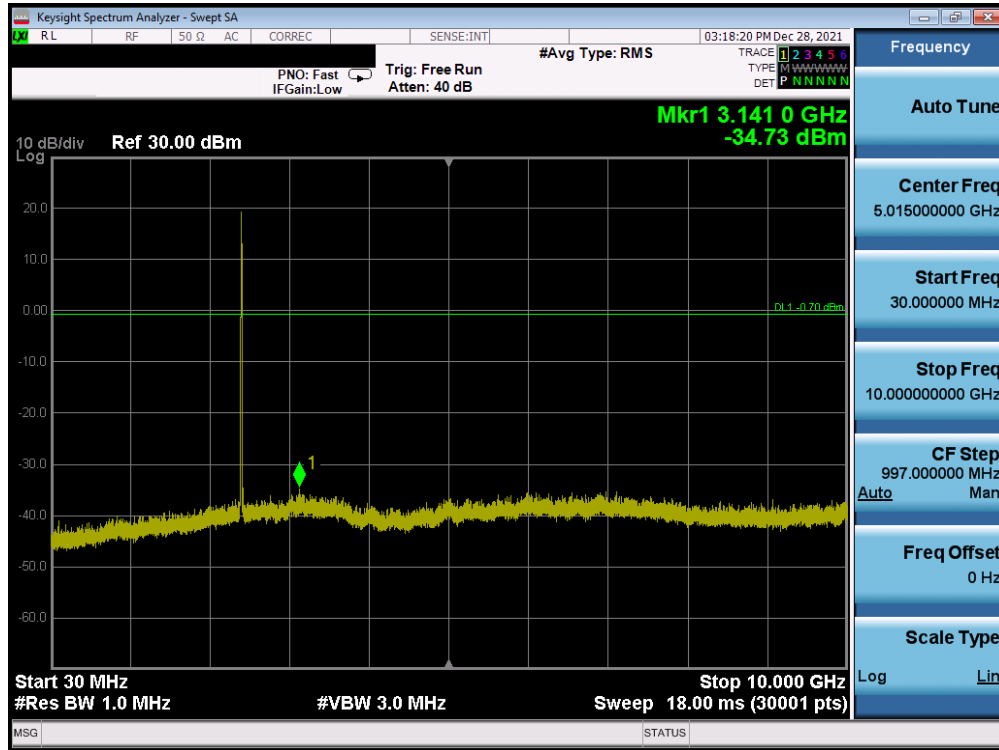 Keysight Spectrum Analyzer - Swept SA
LXI RL RF 50 Ω AC CORREC SENSE:INT 03:18:20 PM Dec 28, 2021
Frequency
#Avg Type: RMS
TRACE 1 2 3 4 5 6
PNO: Fast Trig: Free Run
TYPE M WWWWW
IFGain:Low Atten: 40 dB
DET P N N N N N
Auto Tune
Mkr1 3.141 0 GHz
-34.73 dBm
10 dB/div Ref 30.00 dBm
Log
20.0
10.0
0.00
DL1 -0.70 dBm
-10.0
-20.0
-30.0
1
-40.0
-50.0
-60.0
Center Freq
5.015000000 GHz
Start Freq
30.000000 MHz
Stop Freq
10.000000000 GHz
CF Step
997.000000 MHz
Auto Man
Freq Offset
0 Hz
Scale Type
Log Lin
Start 30 MHz Stop 10.000 GHz
#Res BW 1.0 MHz #VBW 3.0 MHz Sweep 18.00 ms (30001 pts)
MSG STATUS